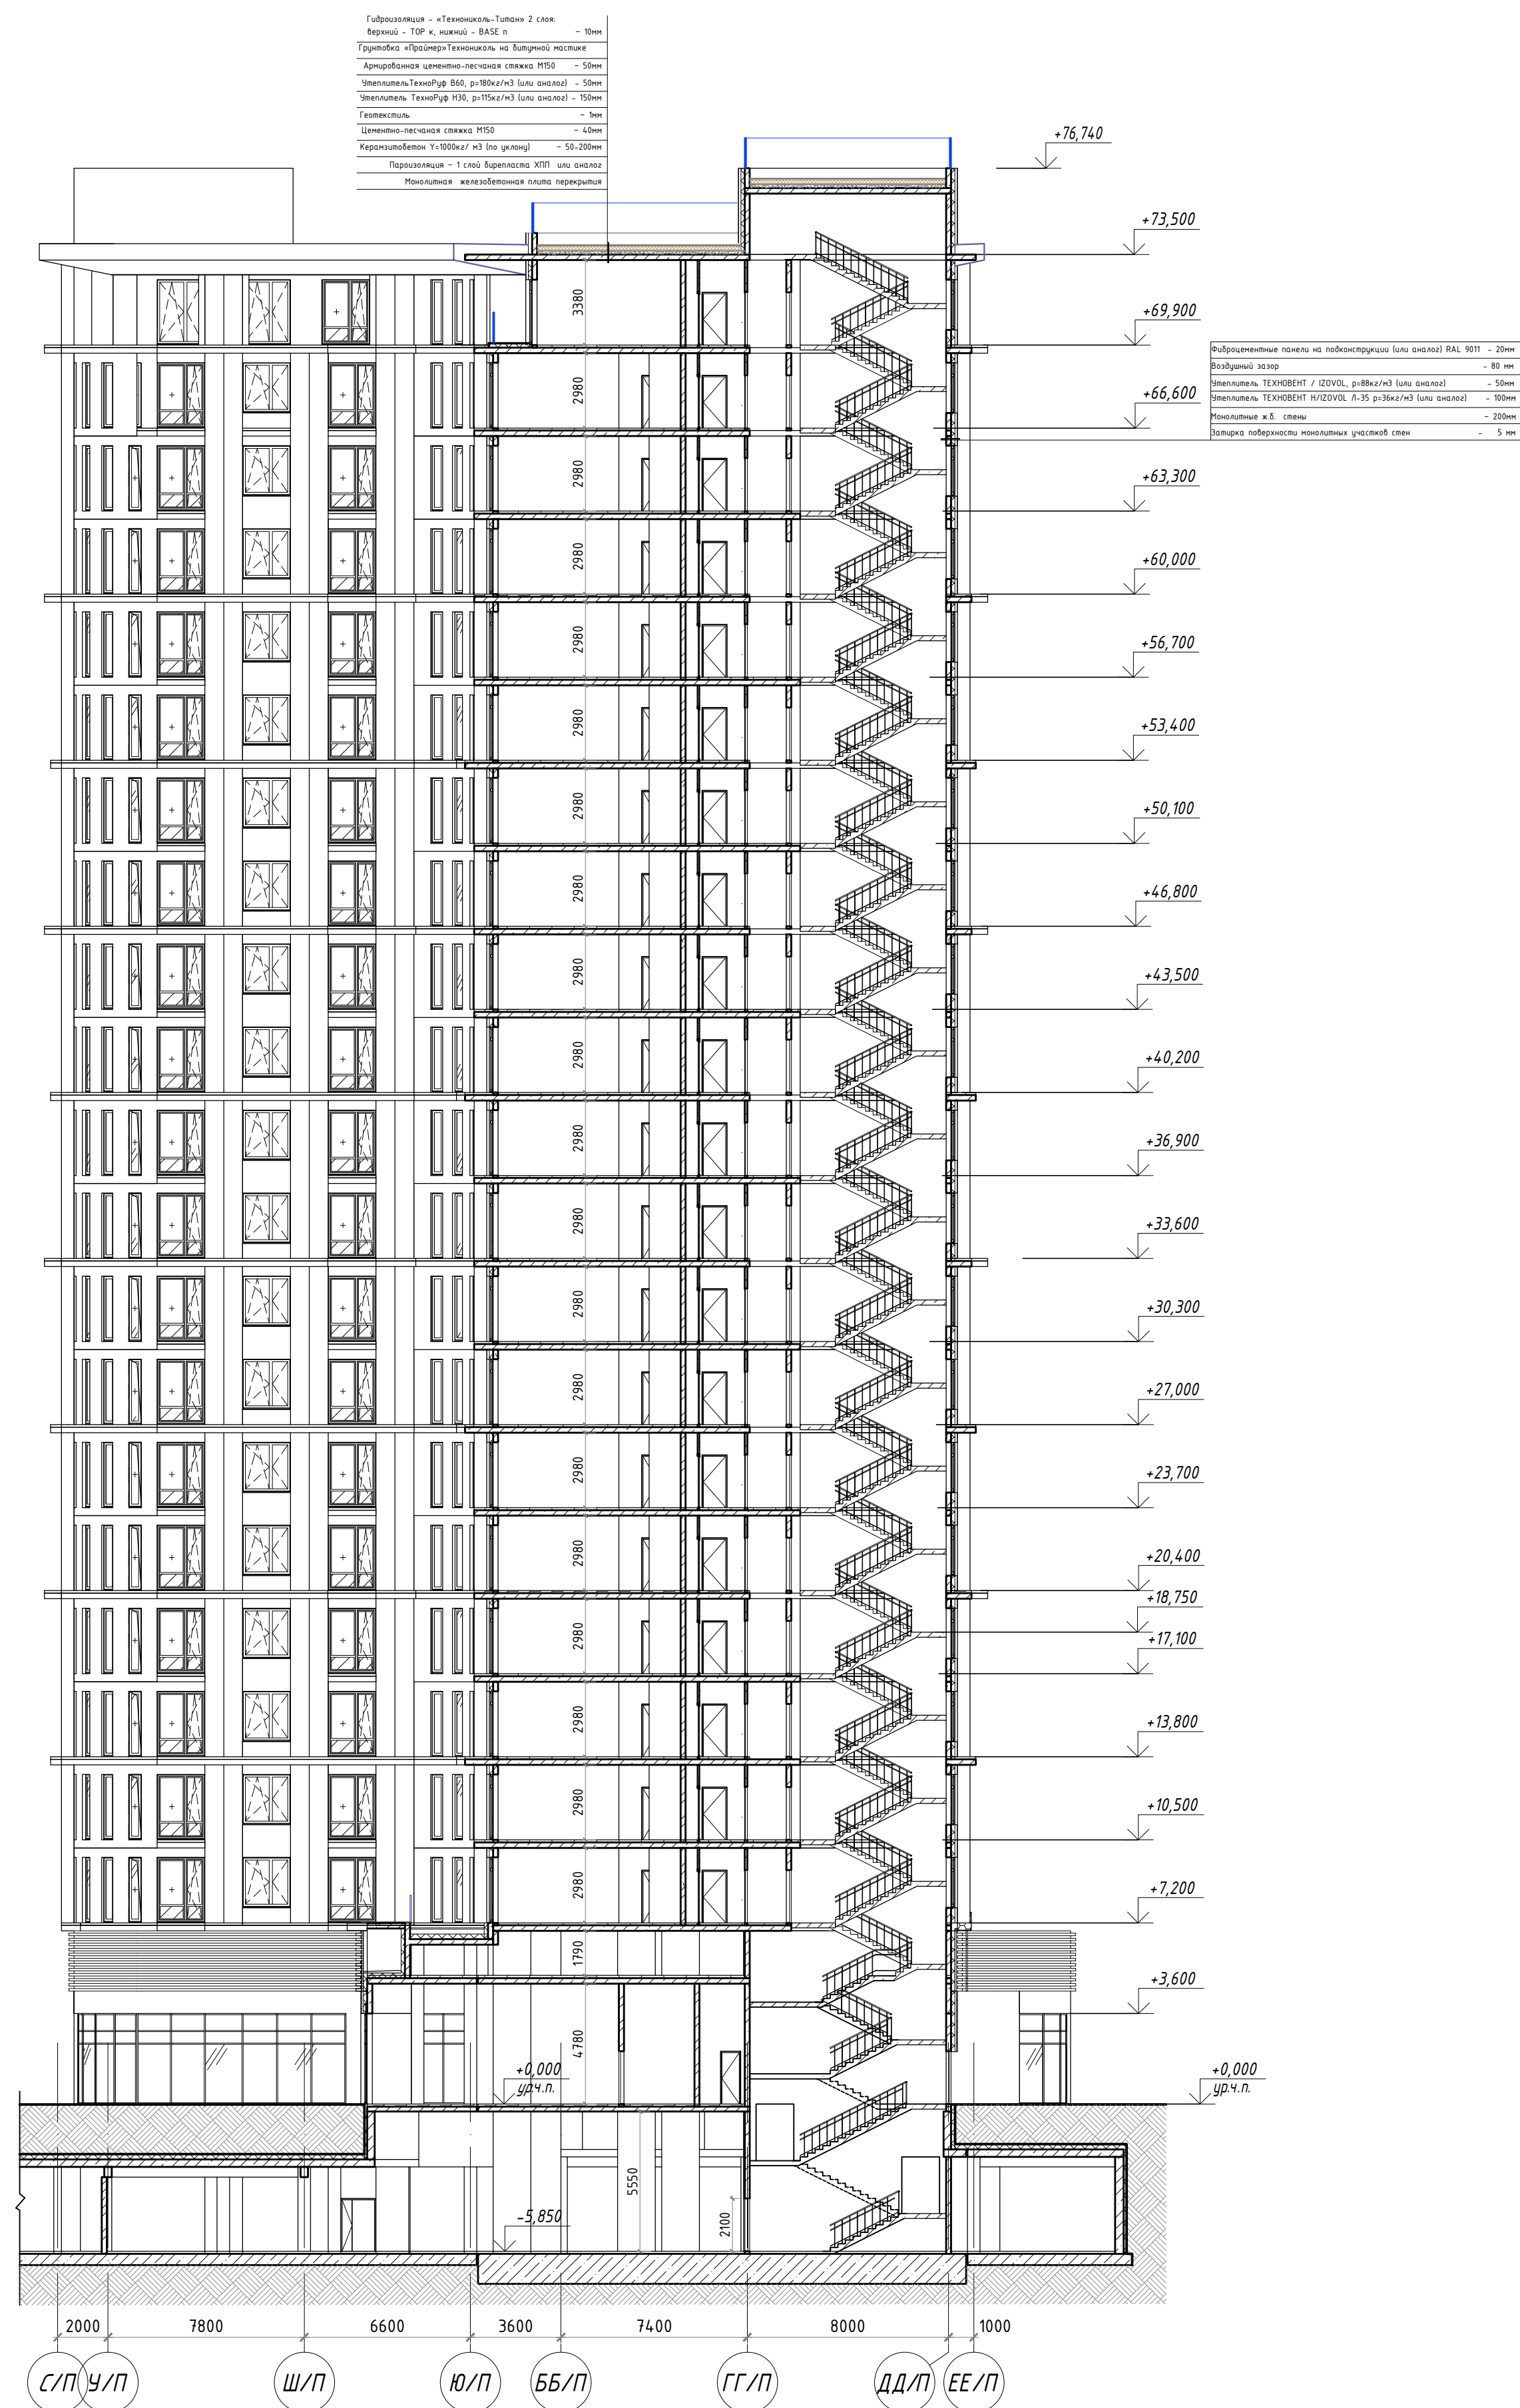 Гидроизоляция - «Технониколь-Титан» 2 слоя:
верхний - ТОР к, нижний - BASE п - 10мм
Грунтовка «Праймер»Технониколь на битумной мастике
Армированная цементно-песчаная стяжка М150 - 50мм
УтеплительТехноРуф В60, р=180кг/м3 (или аналог) - 50мм
Утеплитель ТехноРуф Н30, р=115кг/м3 (или аналог) - 150мм
Геотекстиль - 1мм
Цементно-песчаная стяжка М150 - 40мм
Керамзитобетон Y=1000кг/ м3 (по уклону) - 50-200мм
Пароизоляция - 1 слой бирепласта ХПП или аналог
Монолитная железобетонная плита перекрытия
+76,740
+73,500
3380
+69,900
Фиброцементные панели на подконструкции (или аналог) RAL 9011 - 20мм
Воздушный зазор - 80 мм
Утеплитель ТЕХНОВЕНТ / IZOVOL, р=88кг/м3 (или аналог) - 50мм
Утеплитель ТЕХНОВЕНТ Н/IZOVOL Л-35 р=36кг/м3 (или аналог) - 100мм
Монолитные ж.б. стены - 200мм
Затирка поверхности монолитных участков стен - 5 мм
2980
+66,600
2980
+63,300
2980
+60,000
2980
+56,700
2980
+53,400
2980
+50,100
2980
+46,800
2980
+43,500
2980
+40,200
2980
+36,900
2980
+33,600
2980
+30,300
2980
+27,000
2980
+23,700
2980
+20,400
+18,750
2980
+17,100
2980
+13,800
2980
+10,500
2980
+7,200
1790
+3,600
4780
+0,000
ур.ч.п.
+0,000
ур.ч.п.
5550
2100
-5,850
2000 7800 6600 3600 7400 8000 1000
С/П У/П Ш/П Ю/П ББ/П ГГ/П ДД/П ЕЕ/П